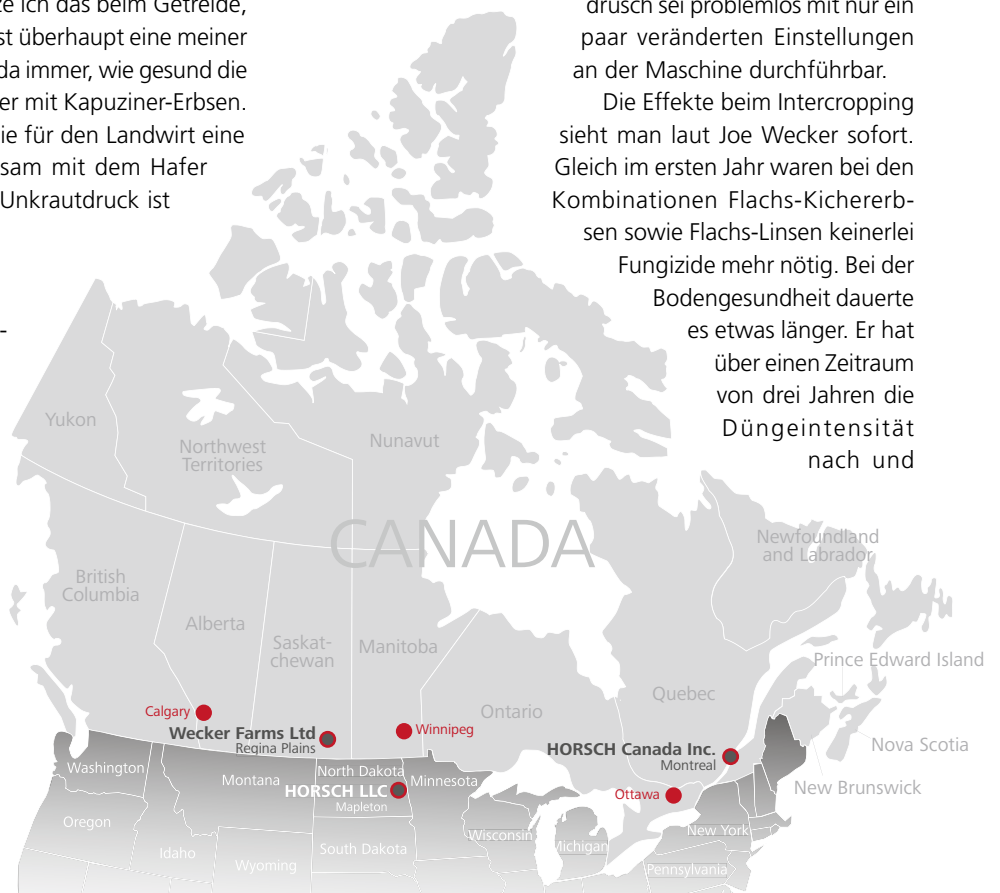 ze ich das beim Getreide,
st überhaupt eine meiner
da immer, wie gesund die
er mit Kapuziner-Erbsen.
ie für den Landwirt eine
sam mit dem Hafer
Unkrautdruck ist
-
drusch sei problemlos mit nur ein
paar veränderten Einstellungen
an der Maschine durchführbar.
Die Effekte beim Intercropping
sieht man laut Joe Wecker sofort.
Gleich im ersten Jahr waren bei den
Kombinationen Flachs-Kichererb-
sen sowie Flachs-Linsen keinerlei
Fungizide mehr nötig. Bei der
Bodengesundheit dauerte
es etwas länger. Er hat
über einen Zeitraum
von drei Jahren die
Düngeintensität
nach und
Yukon
Northwest
Territories
Nunavut
CANADA
Newfoundland
and Labrador
British
Columbia
Alberta
Saskat-
chewan
Manitoba
Prince Edward Island
Quebec
Ontario
Calgary
Wecker Farms Ltd
Regina Plains
Winnipeg
HORSCH Canada Inc.
Montreal
Nova Scotia
New Brunswick
Washington
Montana
North Dakota
Minnesota
HORSCH LLC
Mapleton
Ottawa
Oregon
Idaho
Wyoming
South Dakota
Wisconsin
Michigan
New York
Pennsylvania